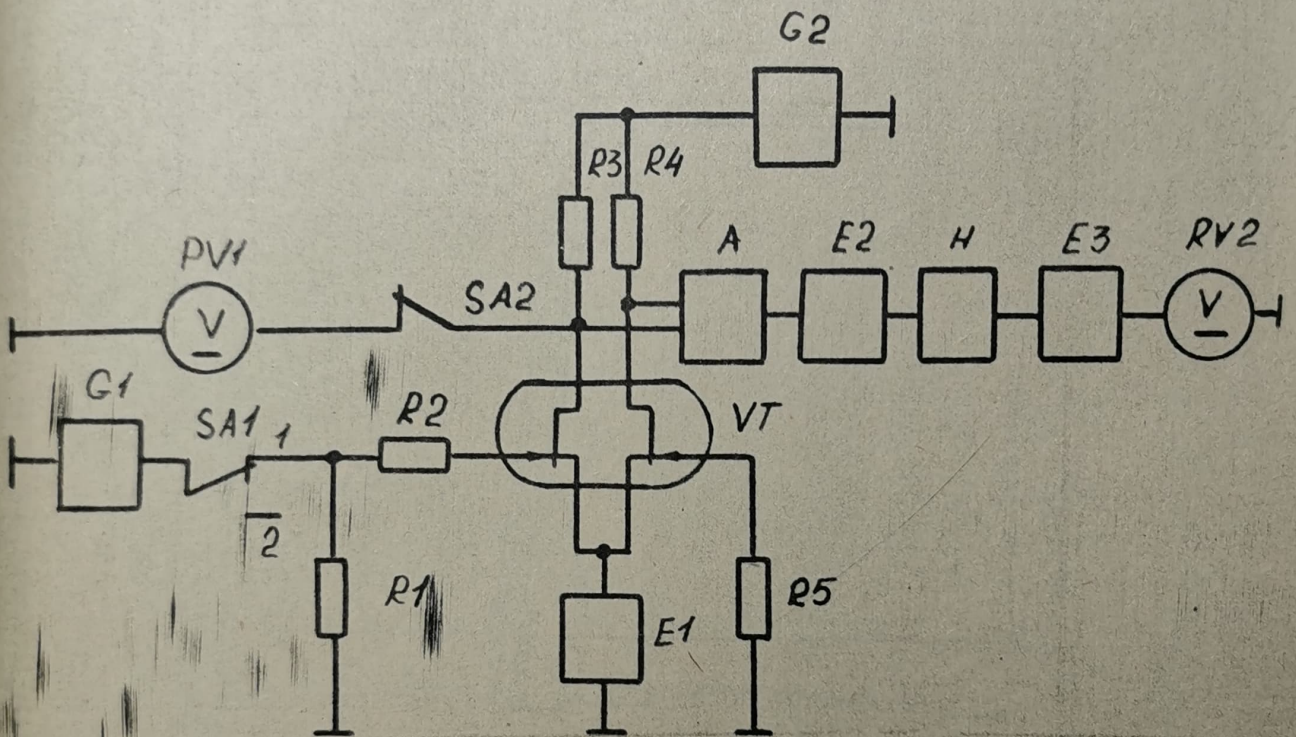 G2
R3 R4
A E2 И E3 RV2
PV1
V
SA2
V
G1
SA1 1
R2
VT
2
R1
E1
R5